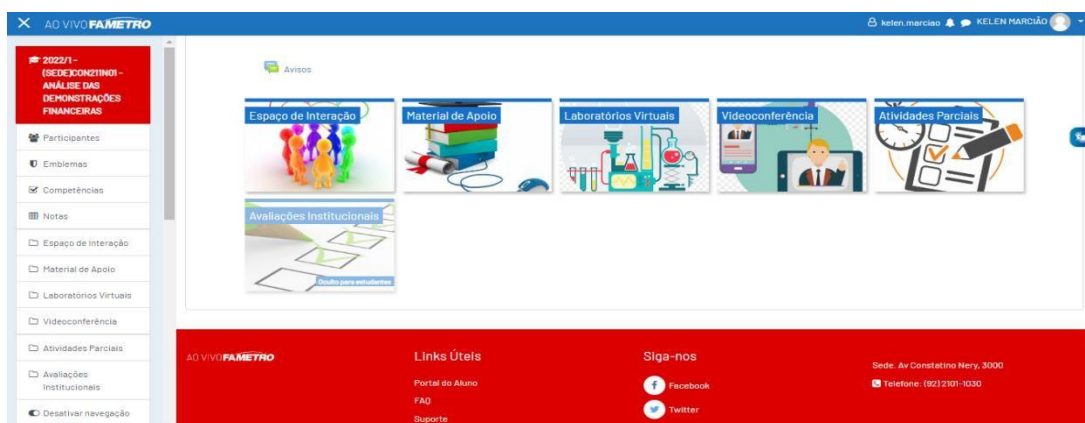 AO VIVO FAMETRO
kelen.marciao
KELEN MARCIÃO
2022/1 -
(SEDE)CON211N01 -
ANÁLISE DAS
DEMONSTRAÇÕES
FINANCEIRAS
Participantes
Emblemas
Competências
Notas
Espaço de Interação
Material de Apoio
Laboratórios Virtuais
Videoconferência
Atividades Parciais
Avaliações
Institucionais
Desativar navegação
Avisos
Espaço de Interação
Material de Apoio
Laboratórios Virtuais
Videoconferência
Atividades Parciais
Avaliações Institucionais
Oculto para estudantes
AO VIVO FAMETRO
Links Úteis
Portal do Aluno
FAQ
Suporte
Siga-nos
Facebook
Twitter
Sede. Av Constatino Nery, 3000
Telefone: (92) 2101-1030